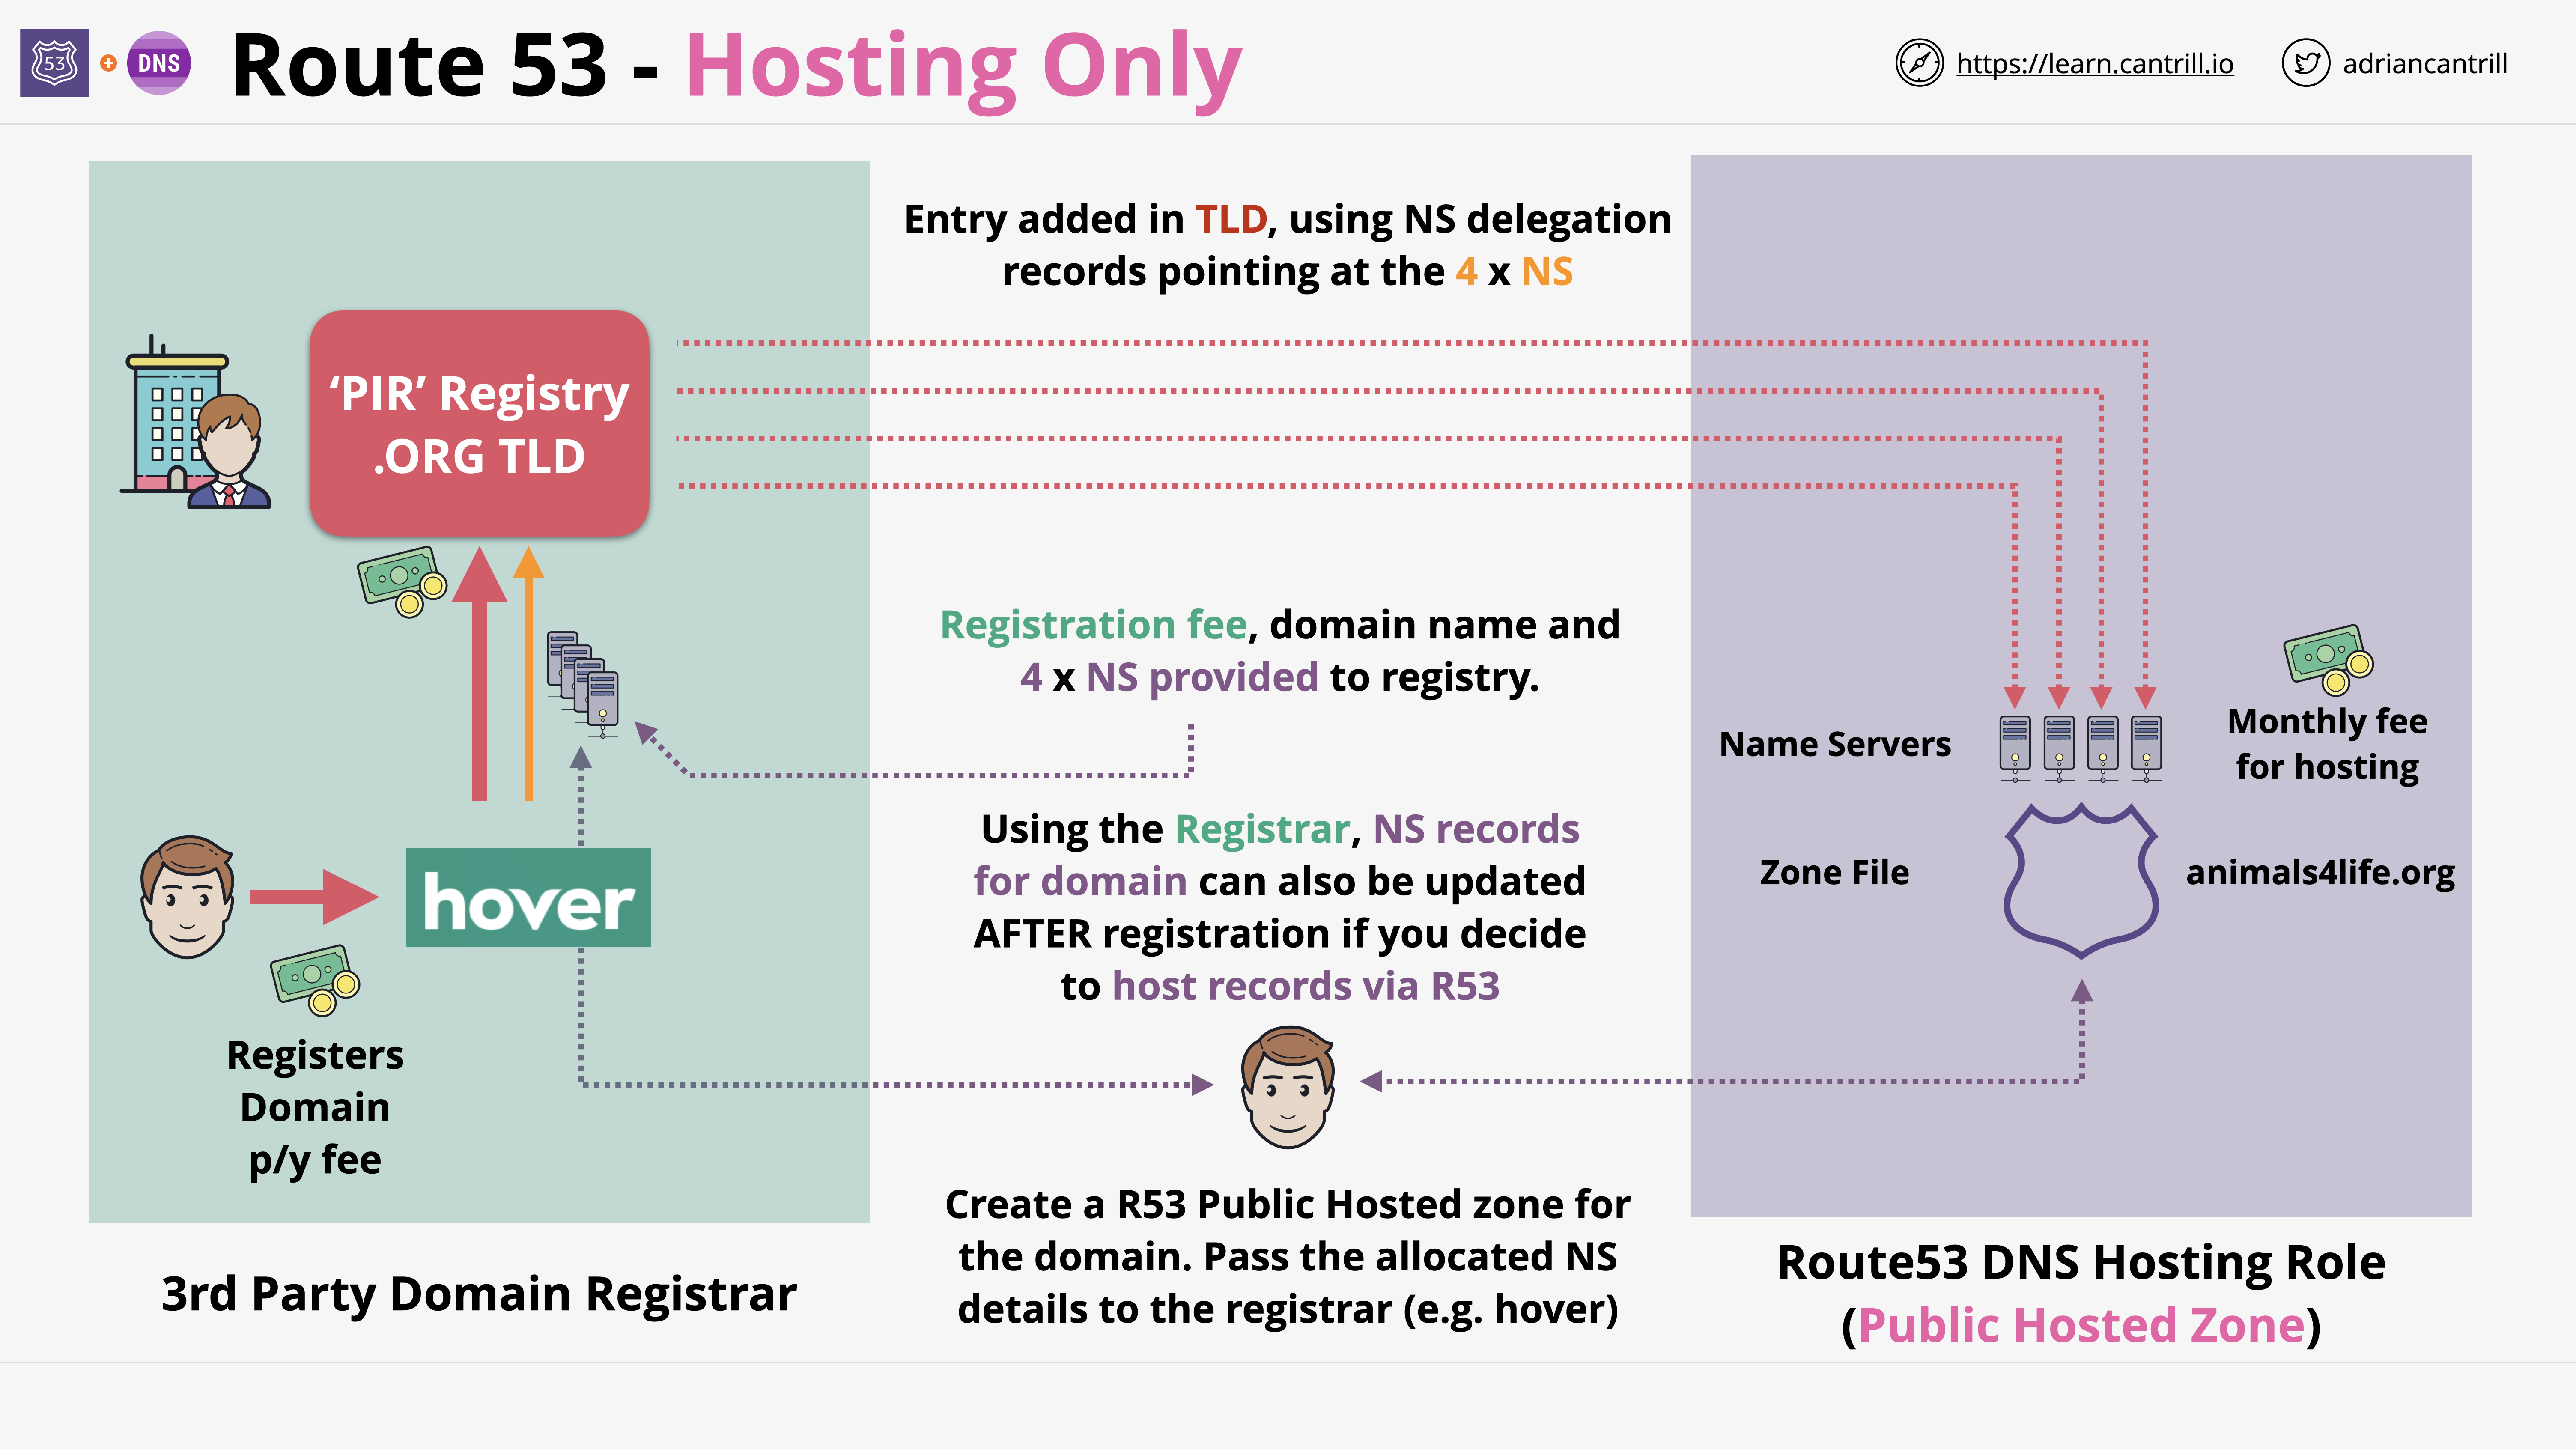 53
DNS
Route 53 - Hosting Only
https://learn.cantrill.io
adriancantrill
Entry added in TLD, using NS delegation
records pointing at the 4 x NS
‘PIR’ Registry
.ORG TLD
Registration fee, domain name and
4 x NS provided to registry.
Name Servers
Monthly fee
for hosting
Using the Registrar, NS records
for domain can also be updated
AFTER registration if you decide
to host records via R53
Zone File
animals4life.org
hover
Registers
Domain
p/y fee
Create a R53 Public Hosted zone for
the domain. Pass the allocated NS
details to the registrar (e.g. hover)
3rd Party Domain Registrar
Route53 DNS Hosting Role
(Public Hosted Zone)